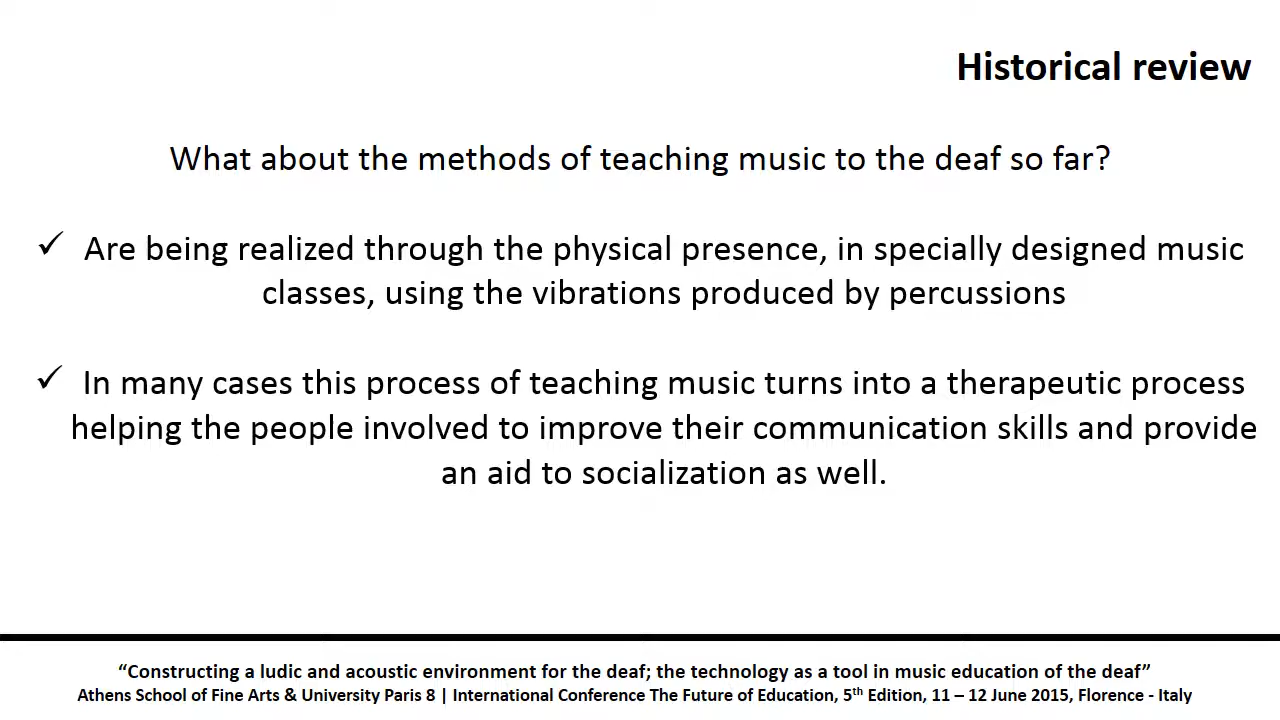 Historical review
What about the methods of teaching music to the deaf so far?
✓ Are being realized through the physical presence, in specially designed music
classes, using the vibrations produced by percussions
✓ In many cases this process of teaching music turns into a therapeutic process
helping the people involved to improve their communication skills and provide
an aid to socialization as well.
“Constructing a ludic and acoustic environment for the deaf; the technology as a tool in music education of the deaf”
Athens School of Fine Arts & University Paris 8 | International Conference The Future of Education, 5th Edition, 11 – 12 June 2015, Florence - Italy